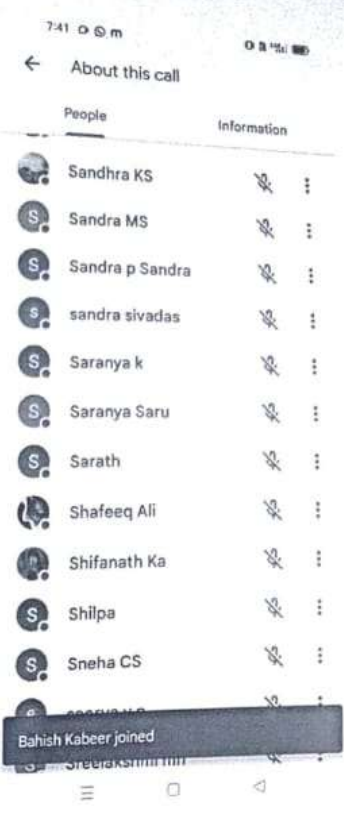 7:41
About this call
People
Information
Sandhra KS
S Sandra MS
S Sandra p Sandra
s sandra sivadas
S Saranya k
S Saranya Saru
S Sarath
Shafeeq Ali
Shifanath Ka
S Shilpa
S Sneha CS
Bahish Kabeer joined
S